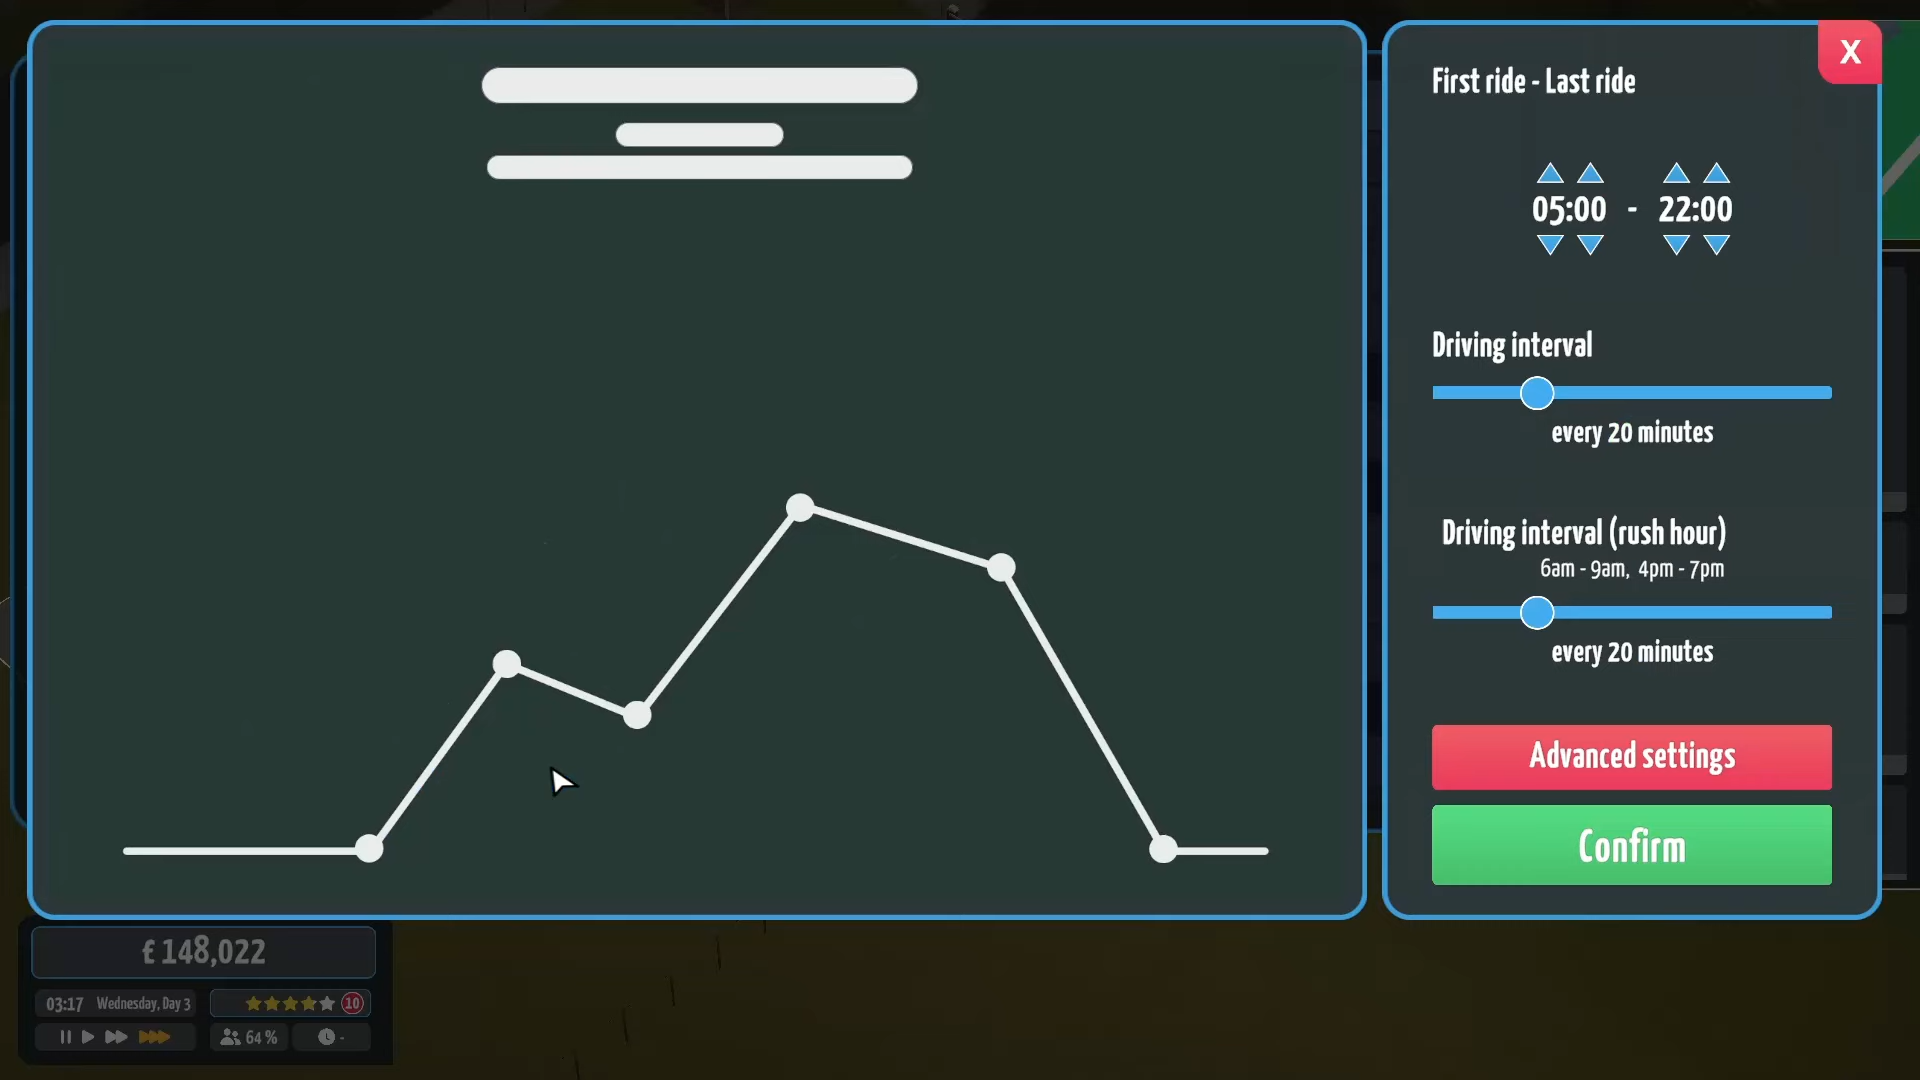 X
First ride - Last ride
05:00 - 22:00
Driving interval
every 20 minutes
Driving interval (rush hour)
6am - 9am, 4pm - 7pm
every 20 minutes
Advanced settings
Confirm
£ 148,022
03:17 Wednesday, Day 3
10
64 %
-